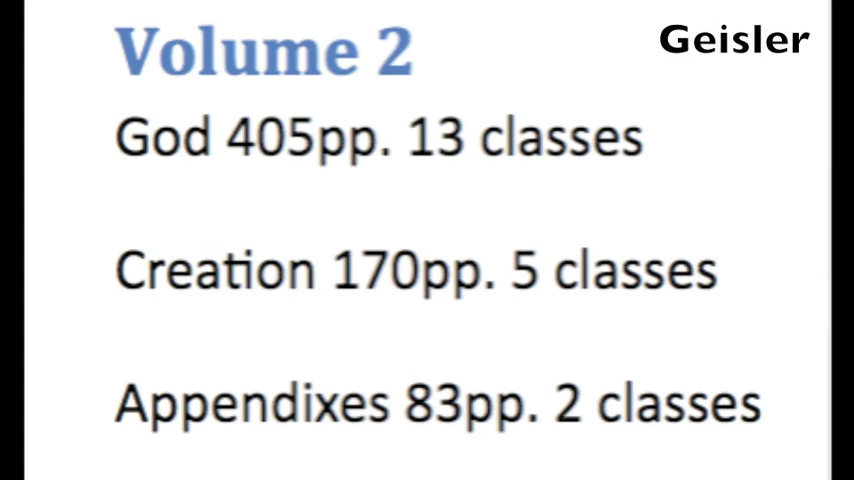 Geisler
Volume 2
God 405pp. 13 classes
Creation 170pp. 5 classes
Appendixes 83pp. 2 classes